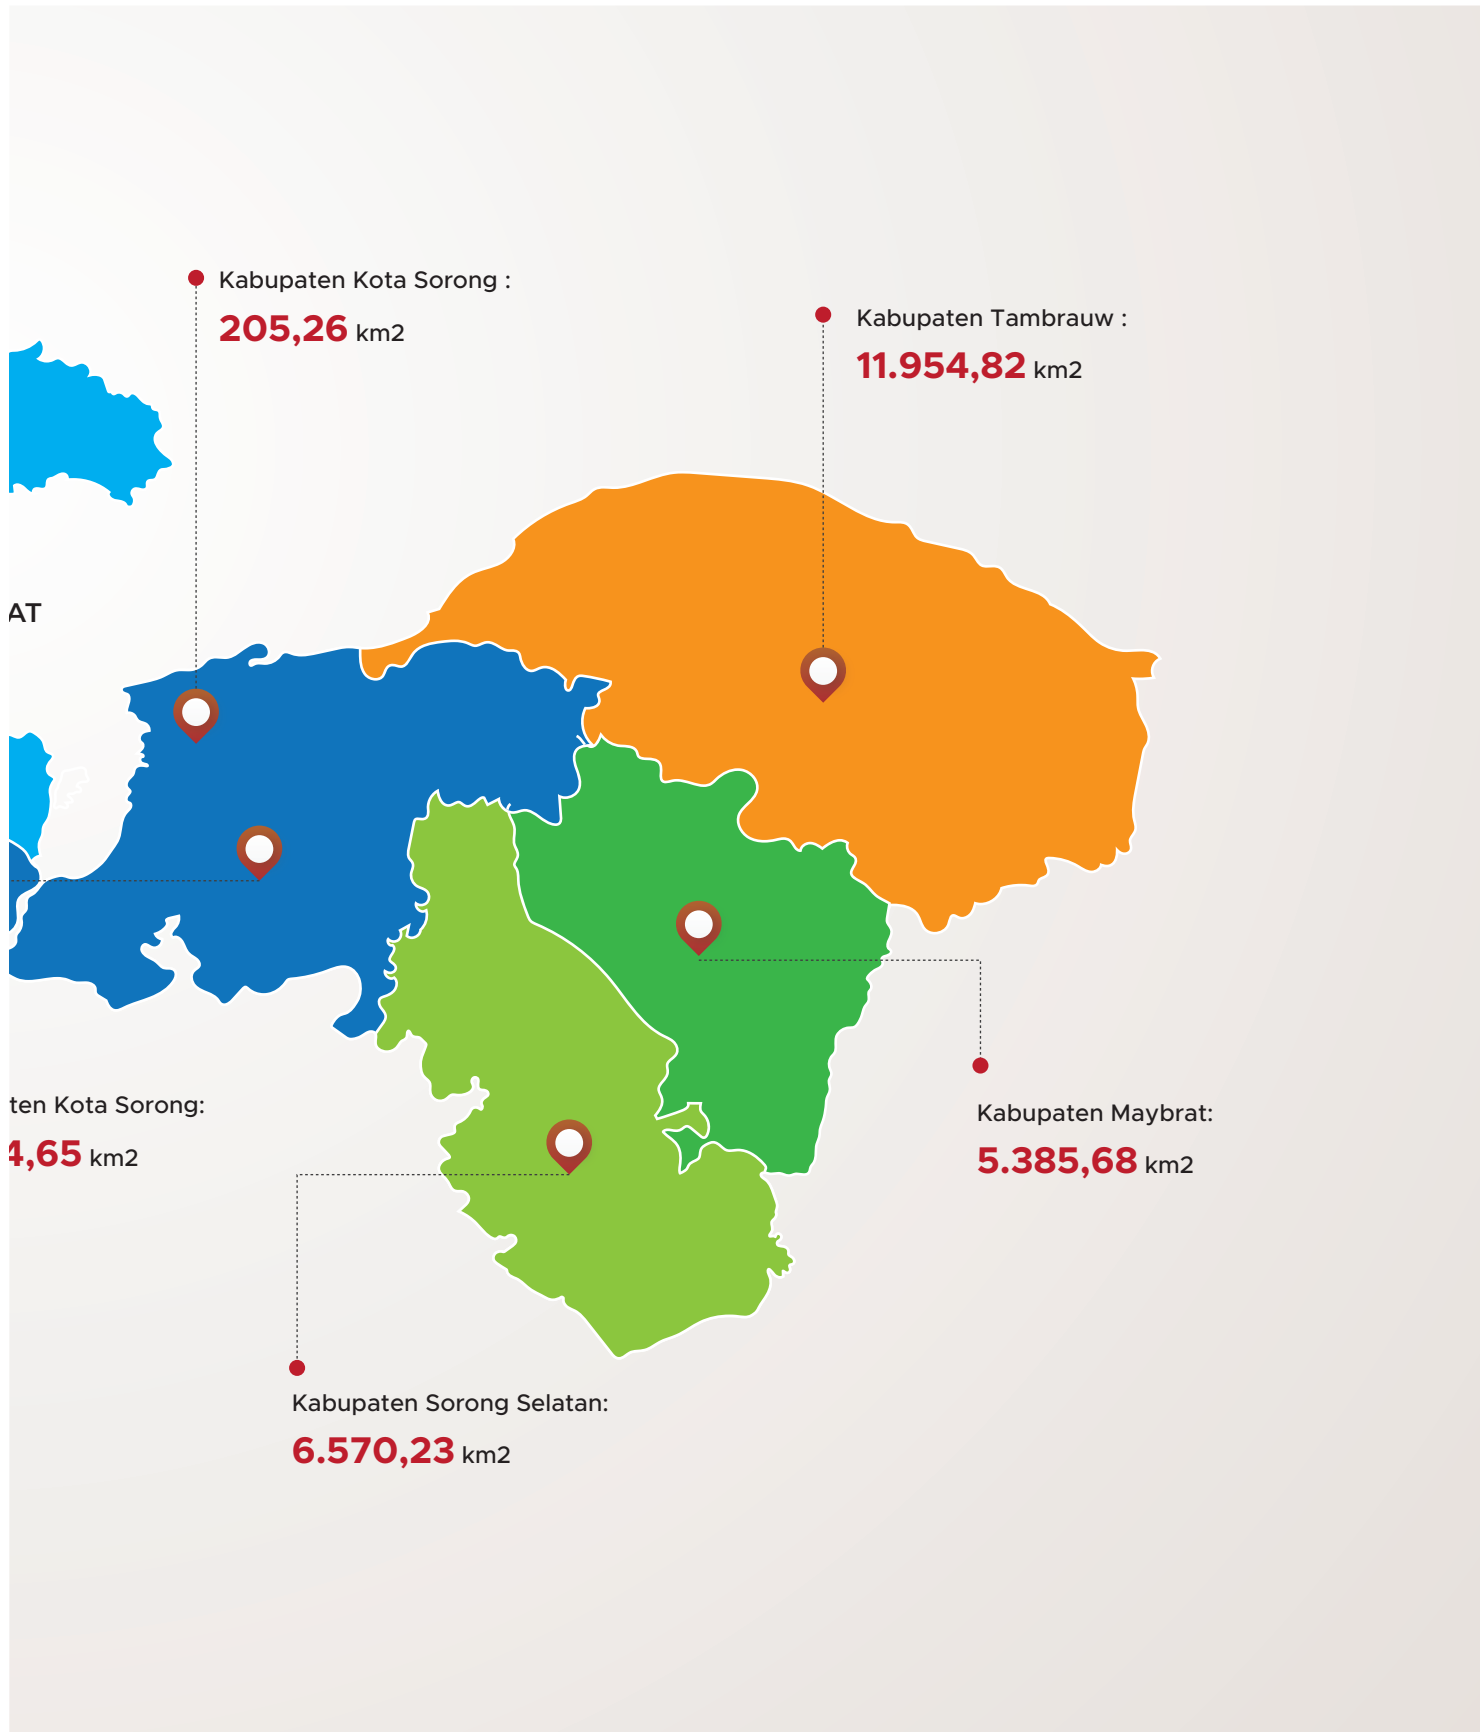 Kabupaten Kota Sorong :
205,26 km2
Kabupaten Tambrauw :
11.954,82 km2
AT
ten Kota Sorong:
4,65 km2
Kabupaten Maybrat:
5.385,68 km2
Kabupaten Sorong Selatan:
6.570,23 km2